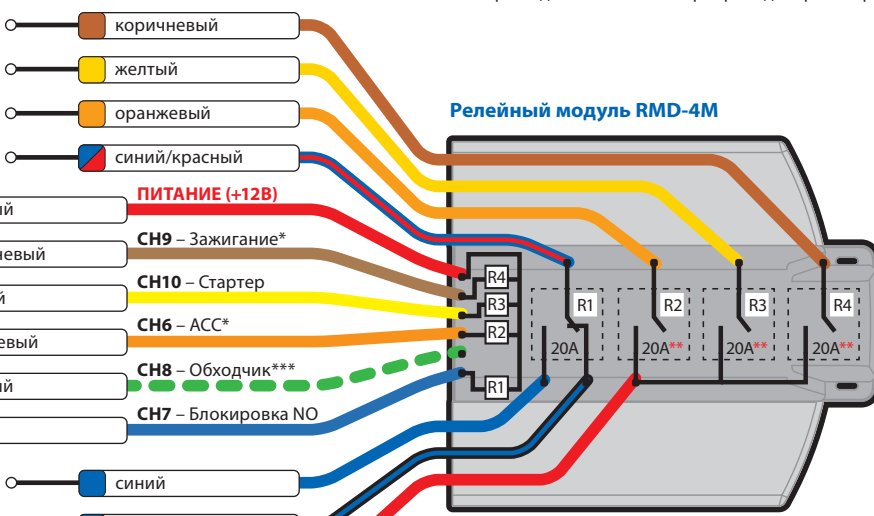 коричневый
желтый
оранжевый
синий/красный
Релейный модуль RMD-4M
ПИТАНИЕ (+12В)
CH9 – Зажигание*
CH10 – Стартер
CH6 – ACC*
CH8 – Обходчик***
CH7 – Блокировка NO
R4
R3
R2
R1
R1
20A
R2
20A**
R3
20A**
R4
20A**
синий